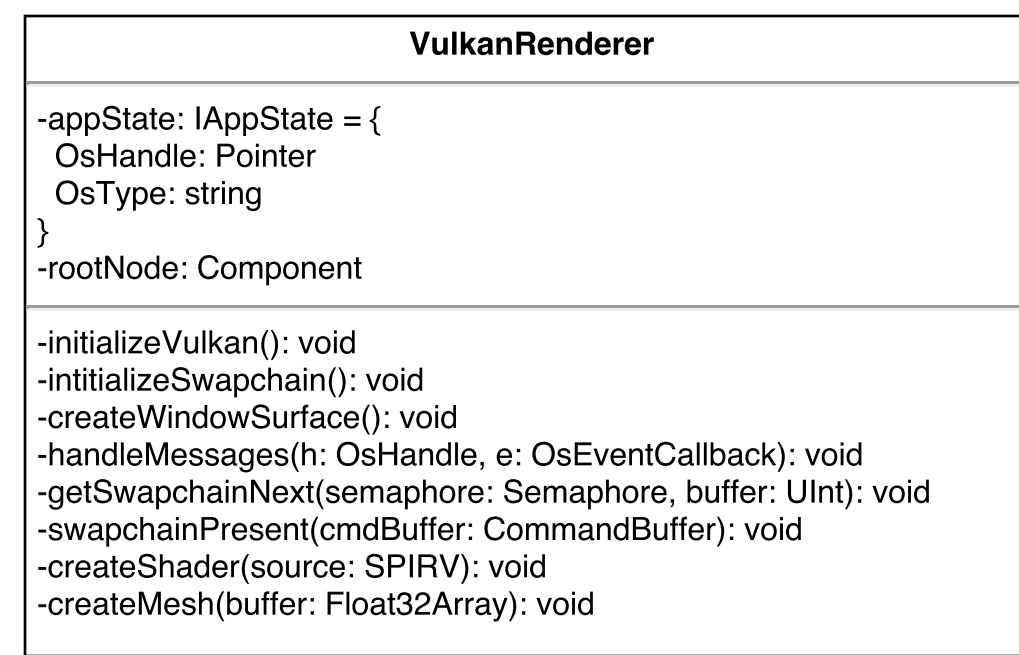 VulkanRenderer
-appState: IAppState = {
OsHandle: Pointer
OsType: string
}
-rootNode: Component
-initializeVulkan(): void
-intitializeSwapchain(): void
-createWindowSurface(): void
-handleMessages(h: OsHandle, e: OsEventCallback): void
-getSwapchainNext(semaphore: Semaphore, buffer: UInt): void
-swapchainPresent(cmdBuffer: CommandBuffer): void
-createShader(source: SPIRV): void
-createMesh(buffer: Float32Array): void